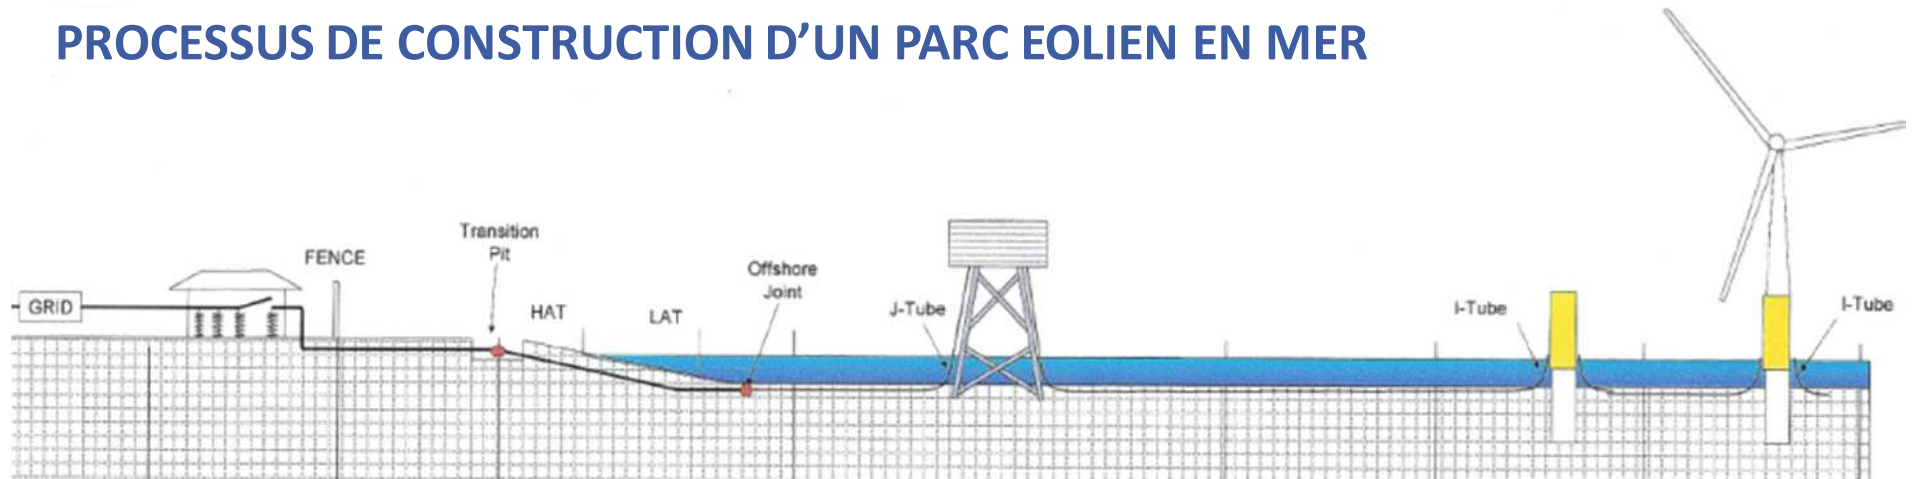 PROCESSUS DE CONSTRUCTION D’UN PARC EOLIEN EN MER
GRID
FENCE
Transition
Pit
HAT
LAT
Offshore
Joint
J-Tube
I-Tube
I-Tube